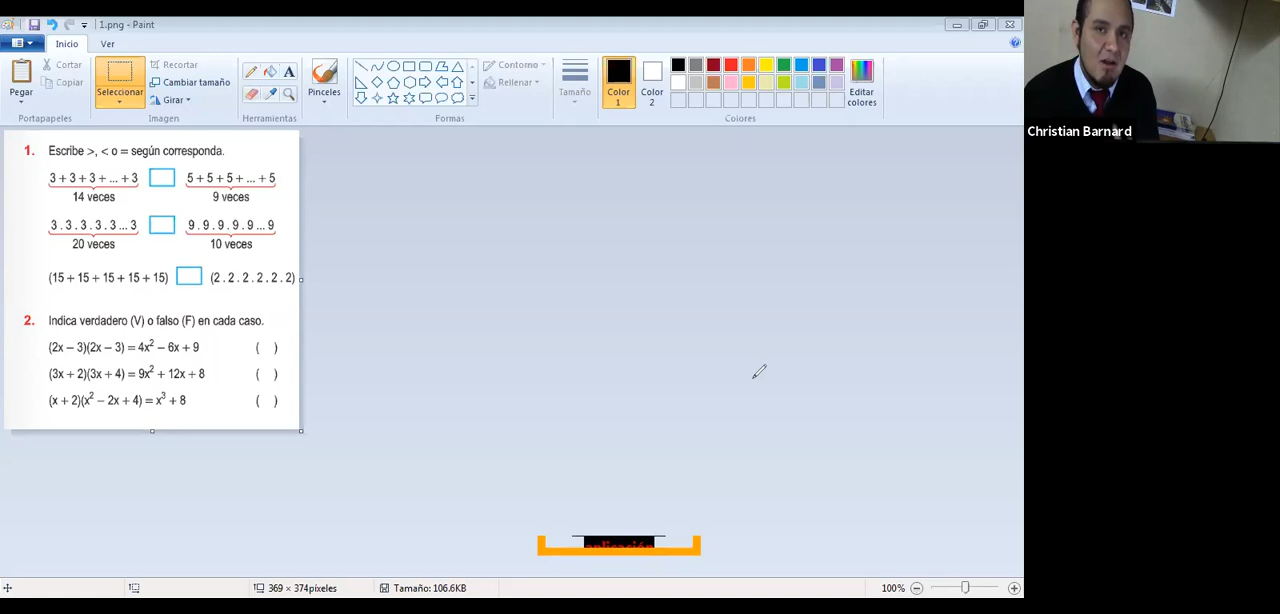 1.png - Paint
Inicio
Ver
Pegar
Cortar
Copiar
Portapapeles
Seleccionar
Recortar
Cambiar tamaño
Girar
Imagen
Herramientas
Pinceles
Contorno
Rellenar
Formas
Tamaño
Color 1
Color 2
Editar colores
Colores
Christian Barnard
1. Escribe >, < o = según corresponda.
3 + 3 + 3 + ... + 3 5 + 5 + 5 + ... + 5
14 veces 9 veces
3 . 3 . 3 . 3 . 3 ... 3 9 . 9 . 9 . 9 . 9 ... 9
20 veces 10 veces
(15 + 15 + 15 + 15 + 15) (2 . 2 . 2 . 2 . 2 . 2)
2. Indica verdadero (V) o falso (F) en cada caso.
(2x – 3)(2x – 3) = 4x² – 6x + 9 ( )
(3x + 2)(3x + 4) = 9x² + 12x + 8 ( )
(x + 2)(x² – 2x + 4) = x³ + 8 ( )
aplicación
369 × 374píxeles
Tamaño: 106.6KB
100%